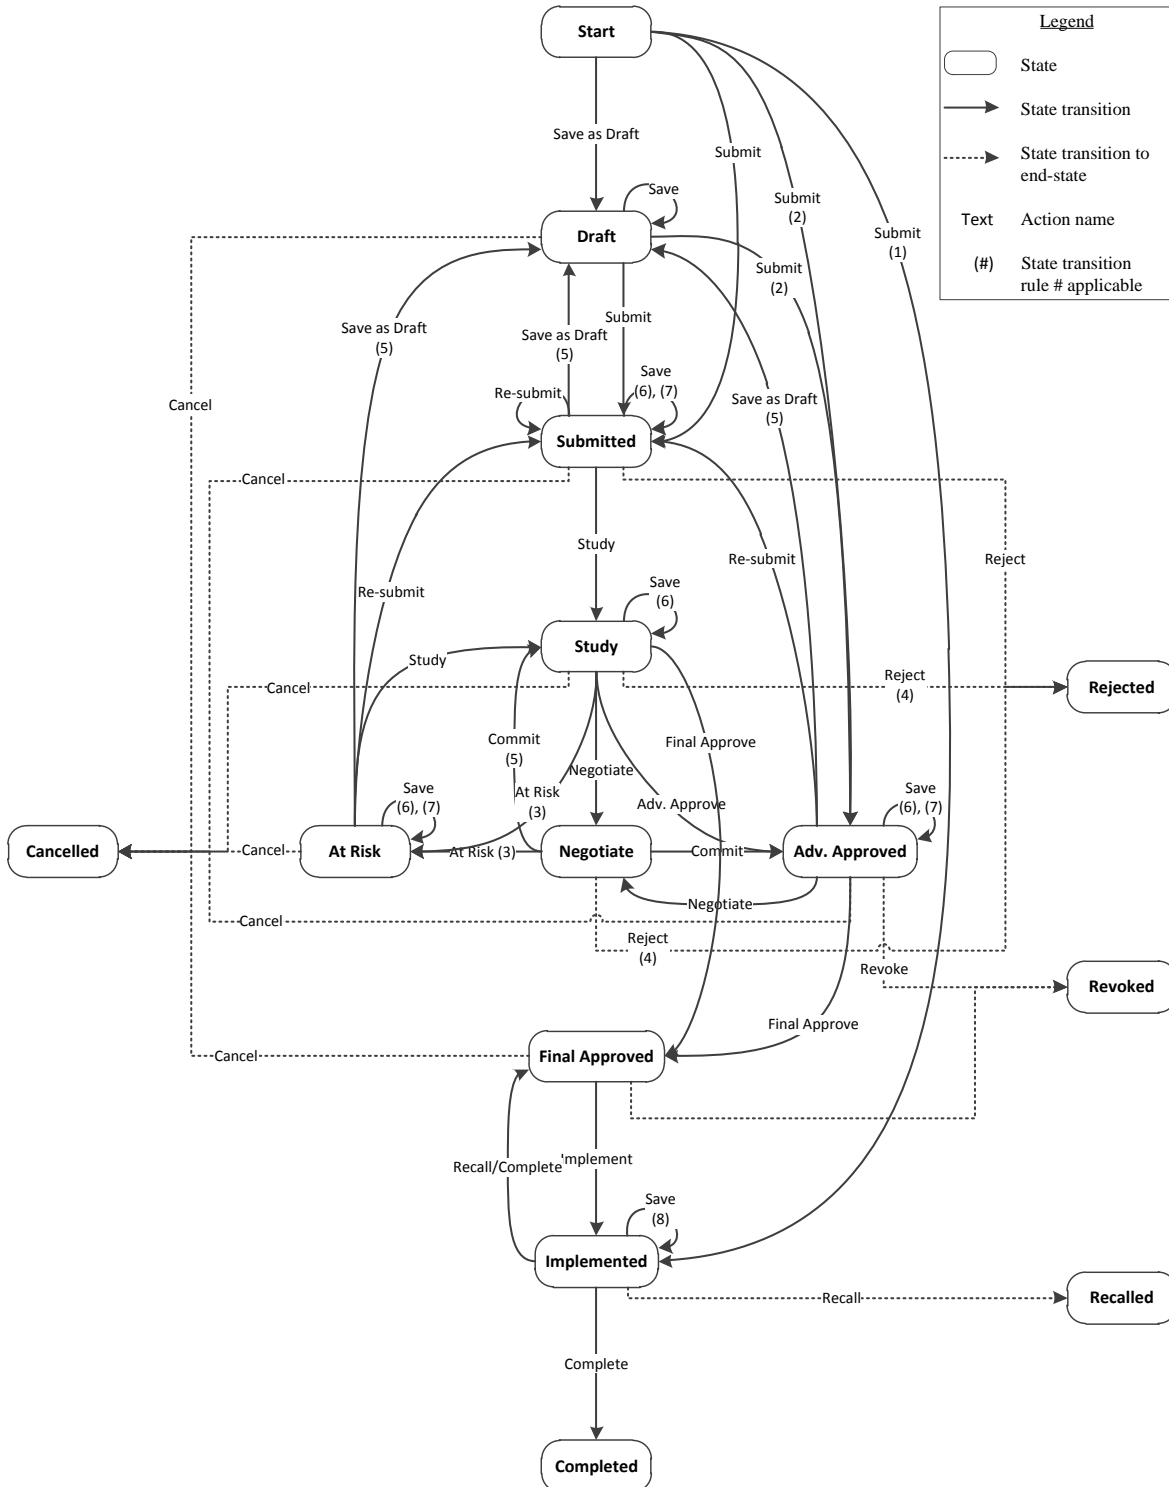 Start
Legend
State
State transition
State transition to
end-state
Text Action name
(#) State transition
rule # applicable
Save as Draft
Submit
Submit
(2)
Submit
(1)
Save
Draft
Submit
(2)
Save as Draft
(5)
Save as Draft
(5)
Submit
Save
(6), (7)
Re-submit
Save as Draft
(5)
Cancel
Submitted
Cancel
Study
Re-submit
Reject
Re-submit
Save
(6)
Study
Study
Cancel
Reject
(4)
Rejected
Commit
(5)
Final Approve
Negotiate
At Risk
(3)
Adv. Approve
Save
(6), (7)
Save
(6), (7)
Cancelled
Cancel
At Risk
At Risk (3)
Negotiate
Commit
Adv. Approved
Negotiate
Cancel
Reject
(4)
Revoke
Revoked
Final Approve
Cancel
Final Approved
Recall/Complete
Implement
Save
(8)
Implemented
Recall
Recalled
Complete
Completed